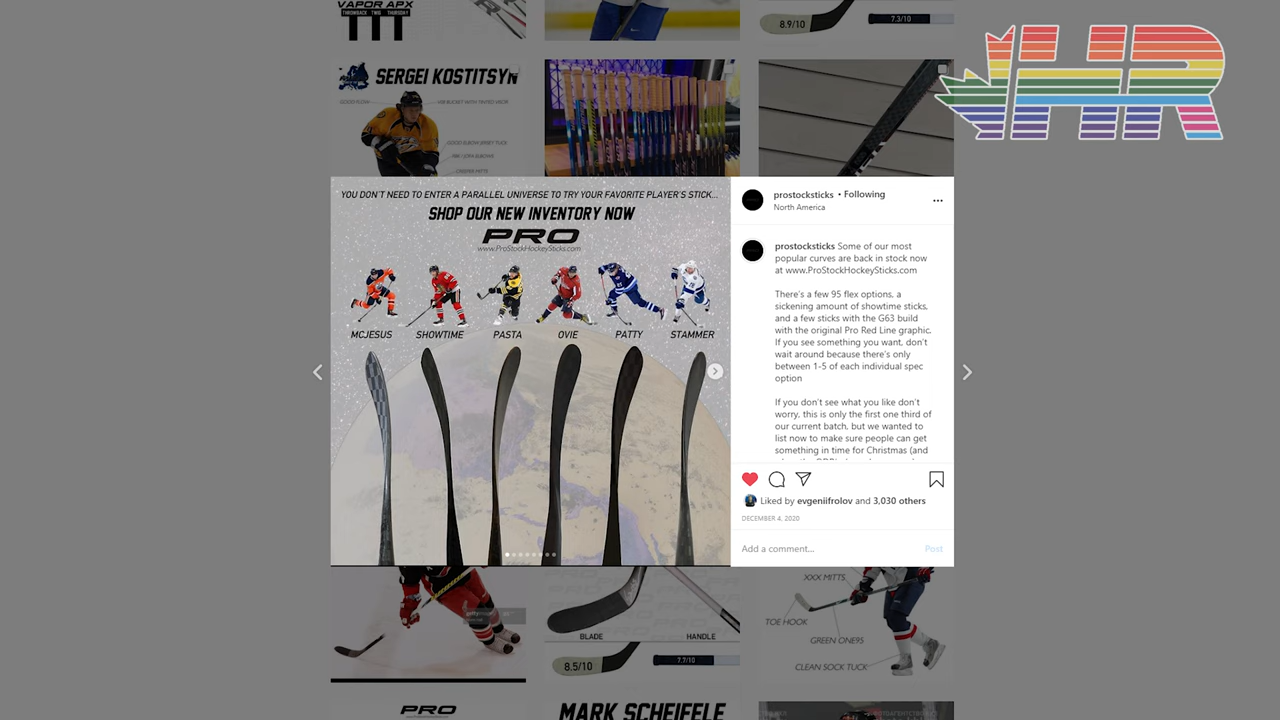 VAPOR APX
THROWBACK TWIG THURSDAY
8.9/10
7.3/10
HR
SERGEI KOSTITSYN
GOOD ELBOW JERSEY TUCK
YOU DON'T NEED TO ENTER A PARALLEL UNIVERSE TO TRY YOUR FAVORITE PLAYER'S STICK...
SHOP OUR NEW INVENTORY NOW
PRO
www.ProStockHockeySticks.com
MCJESUS
SHOWTIME
PASTA
OVIE
PATTY
STAMMER
prostocksticks • Following
North America
prostocksticks Some of our most
popular curves are back in stock now
at www.ProStockHockeySticks.com
There's a few 95 flex options, a
sickening amount of showtime sticks,
and a few sticks with the G63 build
with the original Pro Red Line graphic.
If you see something you want, don't
wait around because there's only
between 1-5 of each individual spec
option
If you don't see what you like don't
worry, this is only the first one third of
our current batch, but we wanted to
list now to make sure people can get
something in time for Christmas (and
Liked by evgeniifrolov and 3,030 others
DECEMBER 4, 2020
Add a comment...
Post
BLADE
HANDLE
8.5/10
7.7/10
XXX MITTS
TOE HOOK
GREEN ONE95
CLEAN SOCK TUCK
PRO
MARK SCHEIFELE